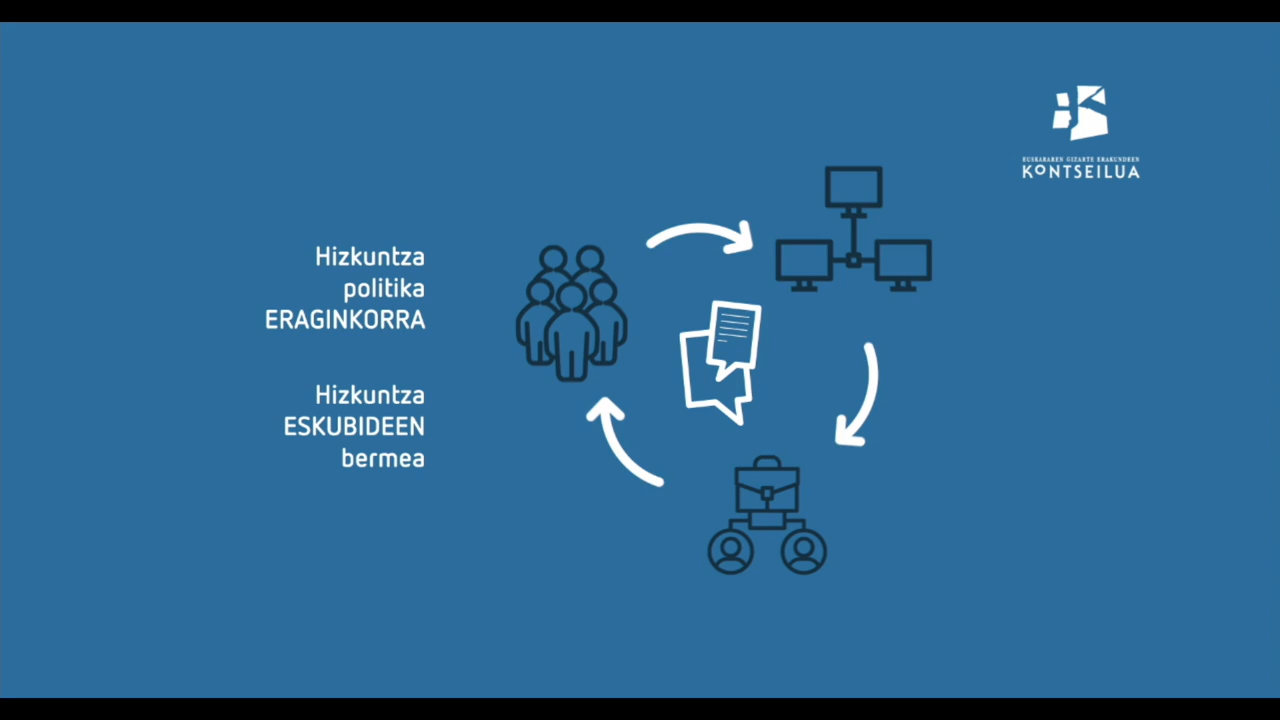 EUSKARAREN GIZARTE ERAKUNDEEN
KONTSEILUA
Hizkuntza
politika
ERAGINKORRA
Hizkuntza
ESKUBIDEEN
bermea